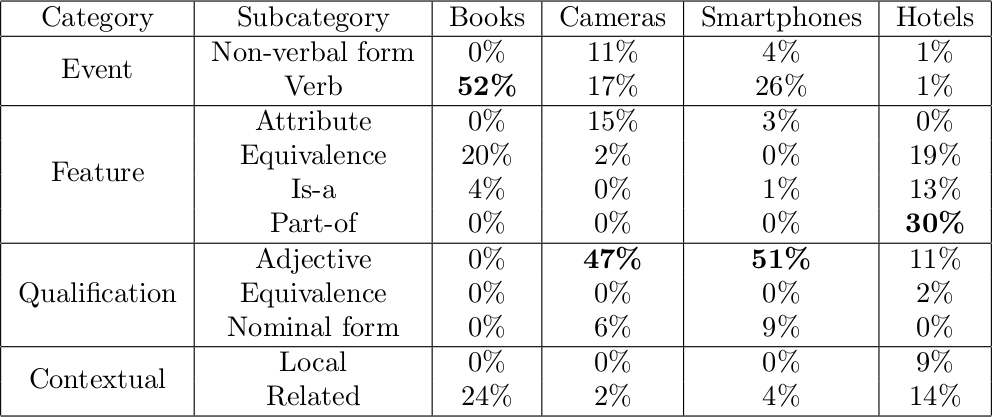 Category Subcategory Books Cameras Smartphones Hotels
Event Non-verbal form 0% 11% 4% 1%
Verb 52% 17% 26% 1%
Feature Attribute 0% 15% 3% 0%
Equivalence 20% 2% 0% 19%
Is-a 4% 0% 1% 13%
Part-of 0% 0% 0% 30%
Qualification Adjective 0% 47% 51% 11%
Equivalence 0% 0% 0% 2%
Nominal form 0% 6% 9% 0%
Contextual Local 0% 0% 0% 9%
Related 24% 2% 4% 14%